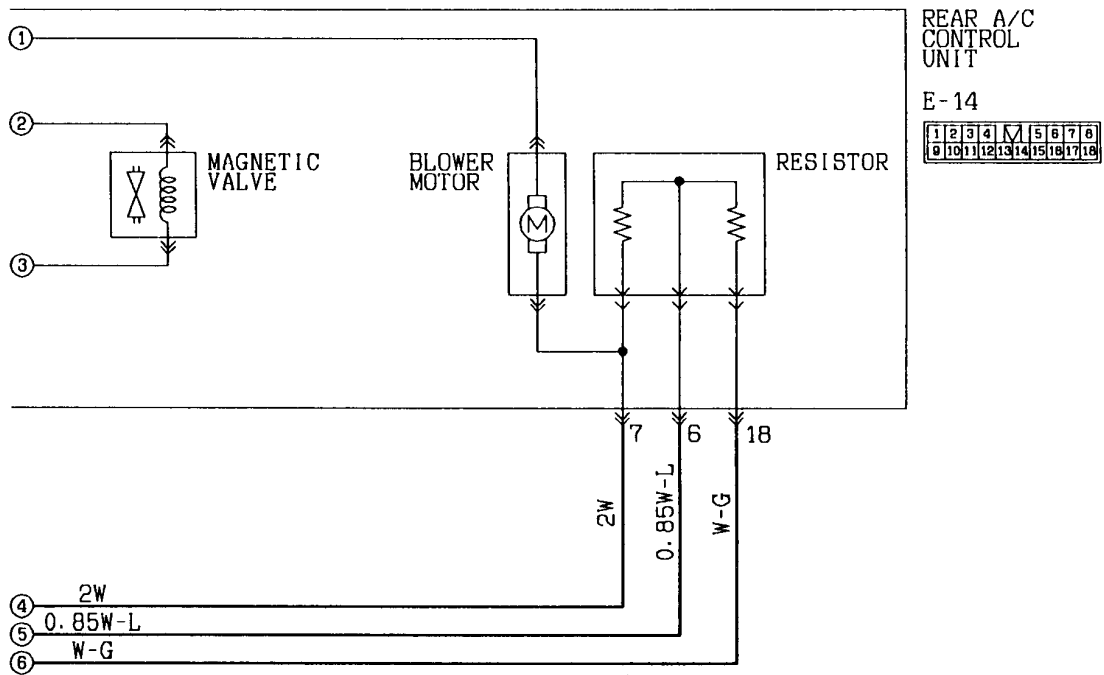 REAR A/C
CONTROL
UNIT
E-14
1 2 3 4 5 6 7 8
9 10 11 12 13 14 15 16 17 18
1
2
MAGNETIC
VALVE
BLOWER
MOTOR
M
RESISTOR
3
7 6 18
2W
0.85W-L
W-G
4 2W
5 0.85W-L
6 W-G